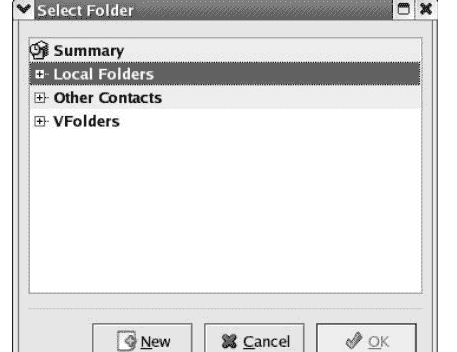 Select Folder
Summary
Local Folders
Other Contacts
VFolders
New Cancel OK